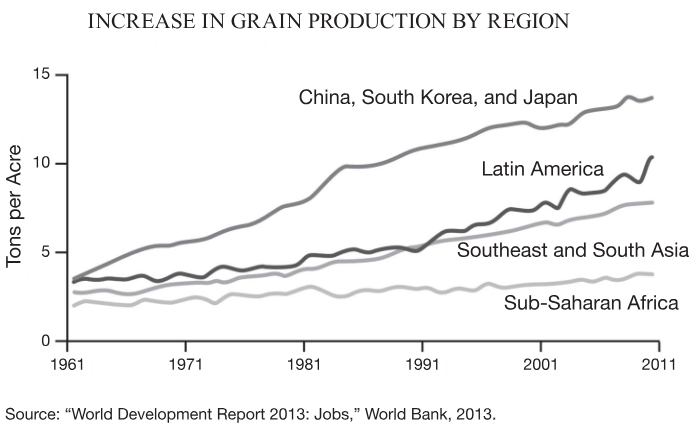 INCREASE IN GRAIN PRODUCTION BY REGION
15
China, South Korea, and Japan
10
Latin America
Tons per Acre
5
Southeast and South Asia
Sub-Saharan Africa
0
1961 1971 1981 1991 2001 2011
Source: “World Development Report 2013: Jobs,” World Bank, 2013.